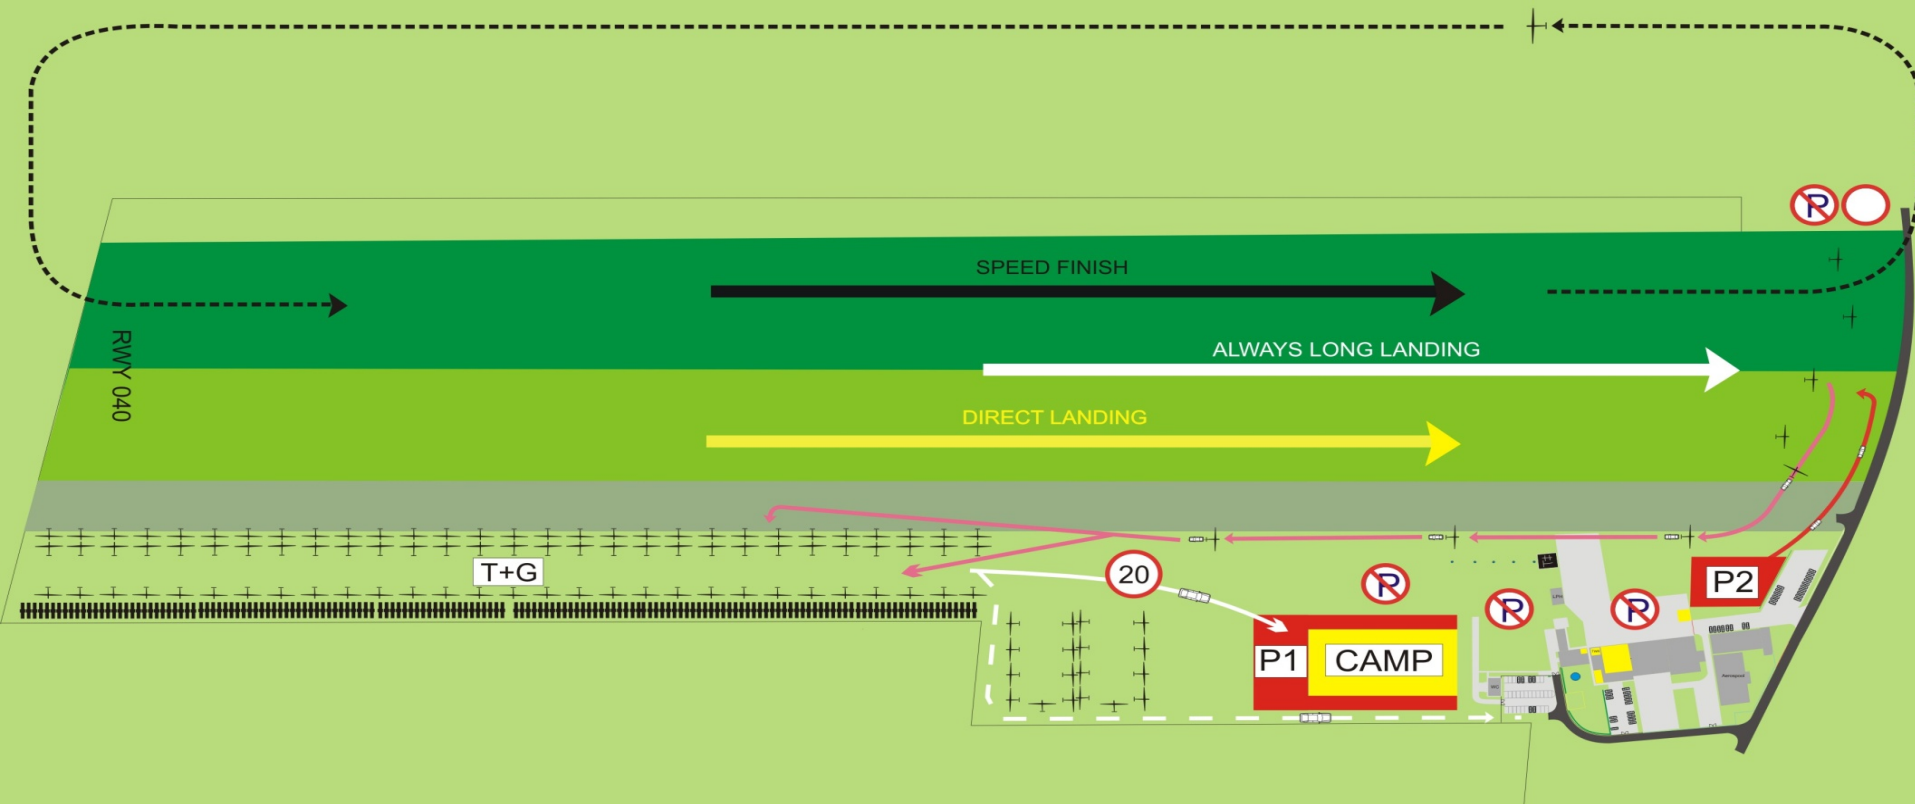 P
SPEED FINISH
ALWAYS LONG LANDING
RWY 040
DIRECT LANDING
T+G
20
P
P2
P
P
P1
CAMP